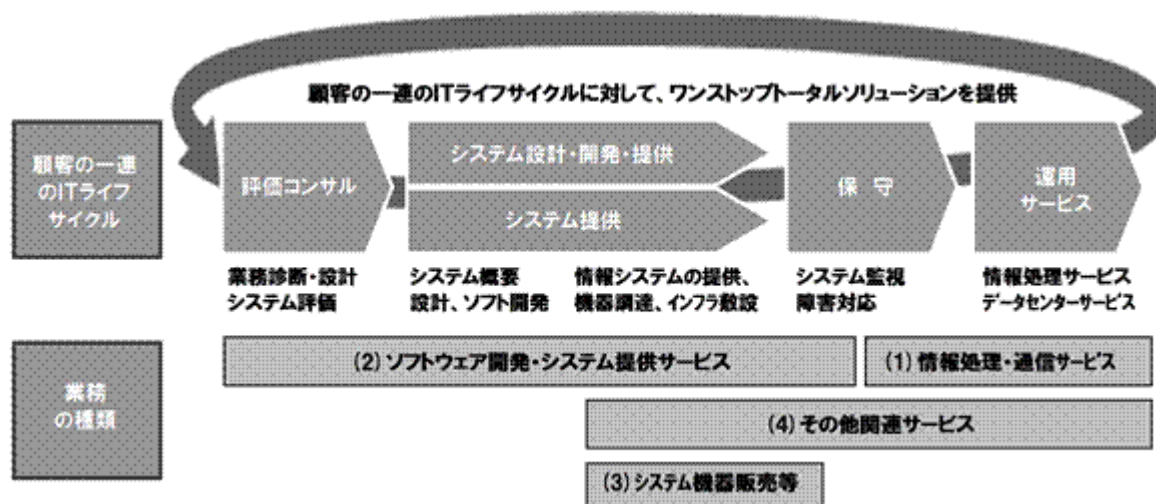 顧客の一連のITライフサイクルに対して、ワンストップトータルソリューションを提供
顧客の一連
のITライフ
サイクル
評価コンサル
システム設計・開発・提供
システム提供
保 守
運用
サービス
業務診断・設計
システム評価
システム概要
設計、ソフト開発
情報システムの提供、
機器調達、インフラ敷設
システム監視
障害対応
情報処理サービス
データセンターサービス
業務
の種類
(2) ソフトウェア開発・システム提供サービス
(1) 情報処理・通信サービス
(4) その他関連サービス
(3) システム機器販売等